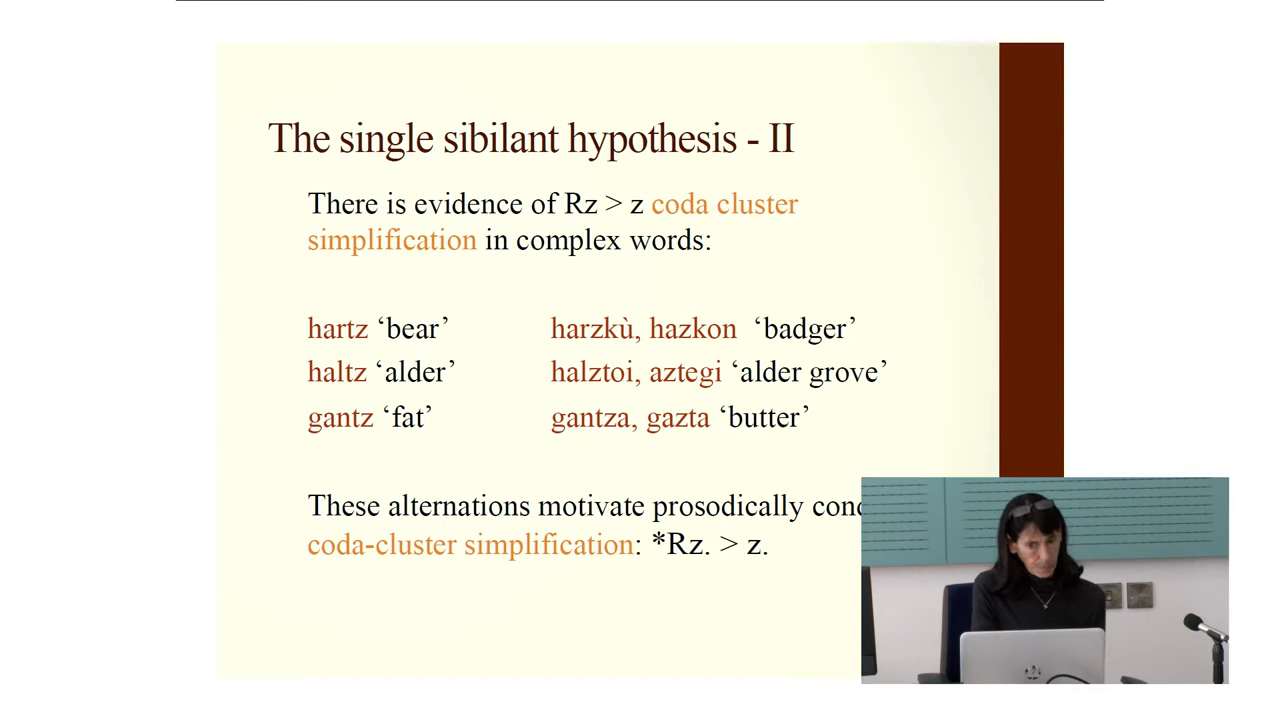 The single sibilant hypothesis - II
There is evidence of Rz > z coda cluster
simplification in complex words:
hartz ‘bear’ harzkù, hazkon ‘badger’
haltz ‘alder’ halztoi, aztegi ‘alder grove’
gantz ‘fat’ gantza, gazta ‘butter’
These alternations motivate prosodically
coda-cluster simplification: *Rz. > z.